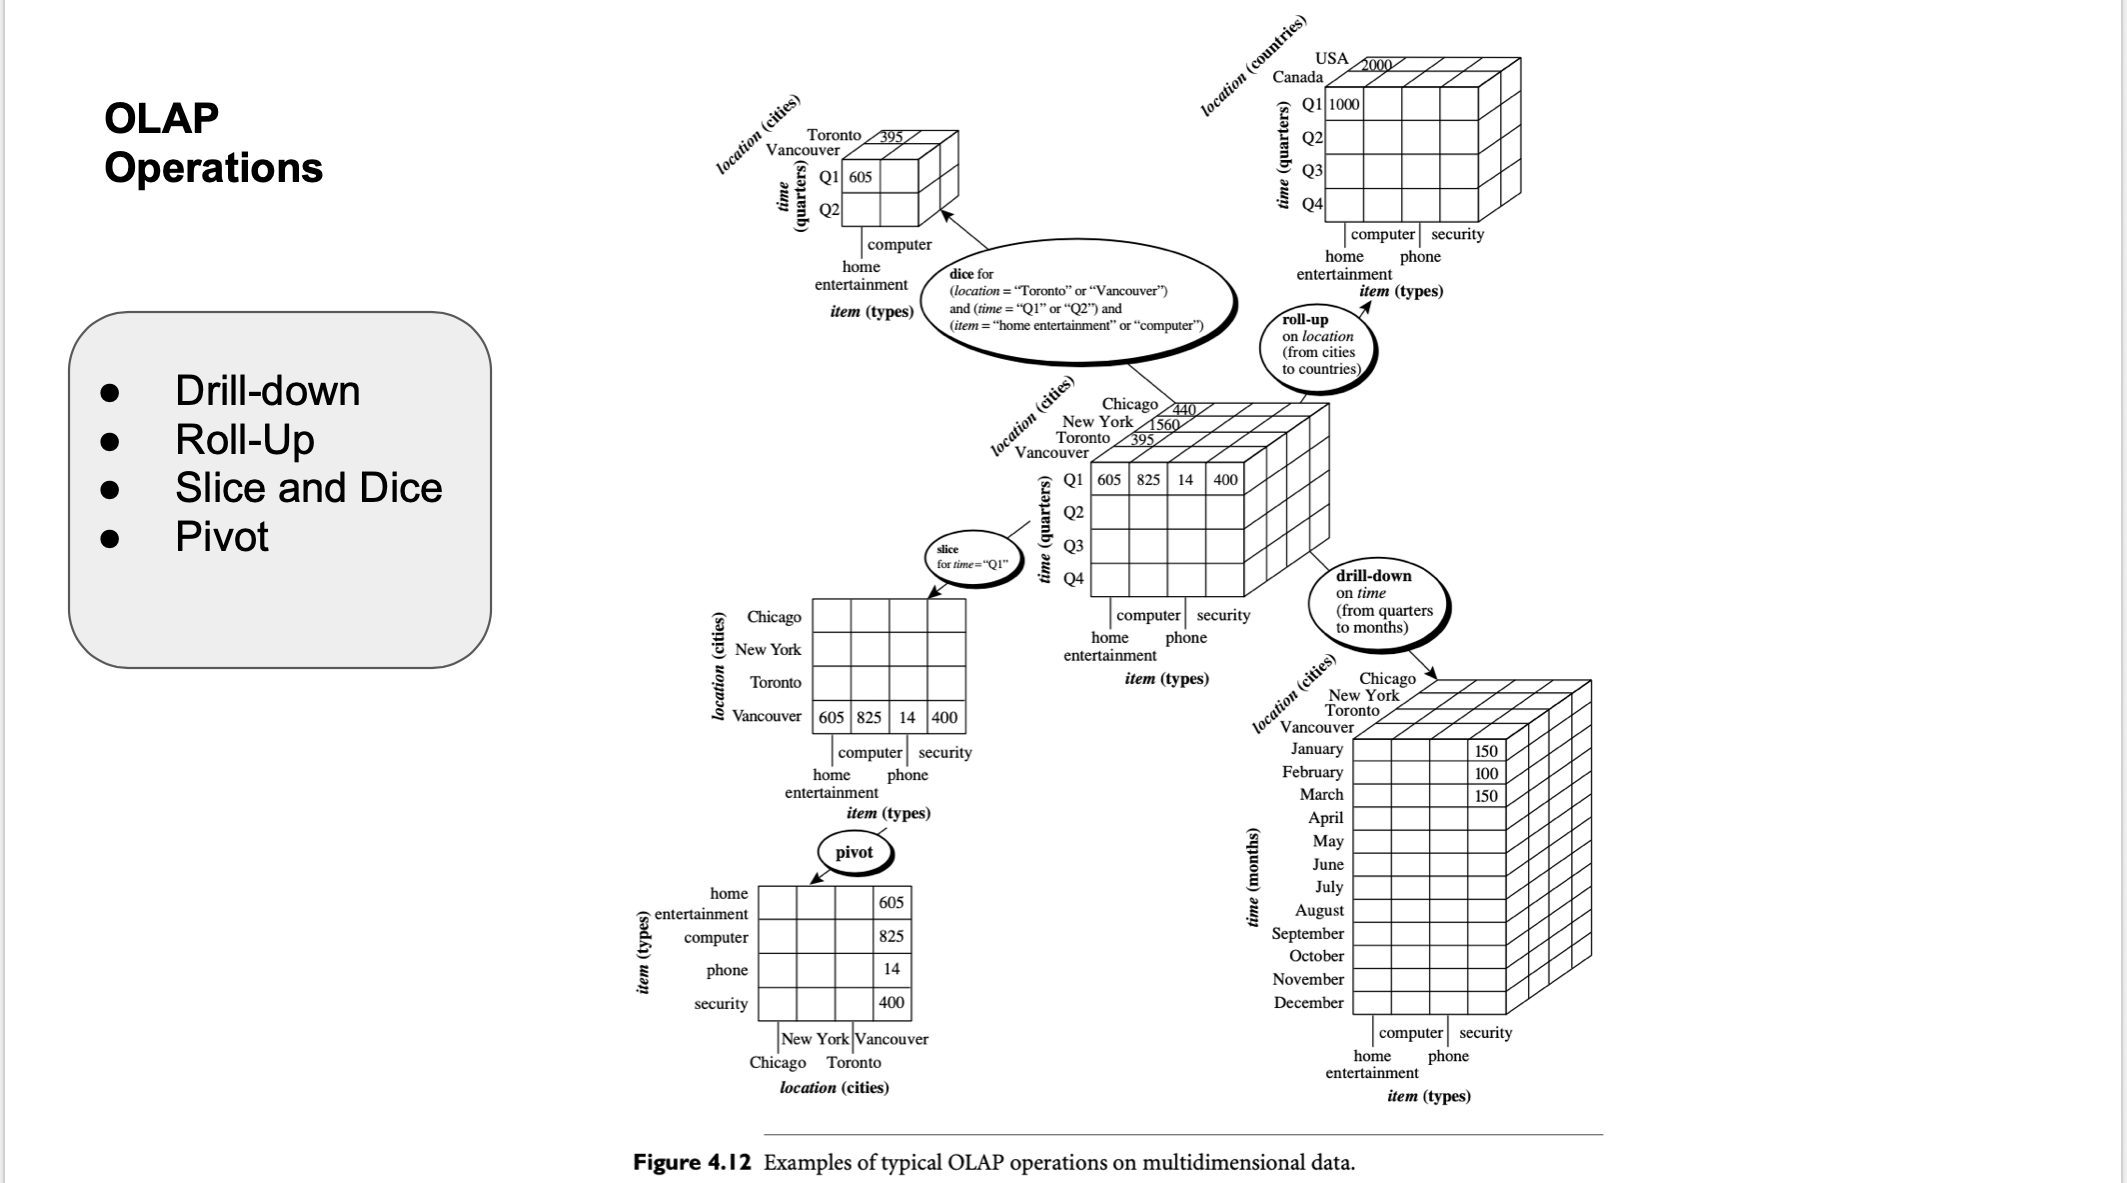 OLAP
Operations
● Drill-down
● Roll-Up
● Slice and Dice
● Pivot
location (cities)
Toronto 395
Vancouver
time
(quarters)
Q1 605
Q2
computer
home
entertainment
item (types)
dice for
(location = “Toronto” or “Vancouver”)
and (time = “Q1” or “Q2”) and
(item = “home entertainment” or “computer”)
location (countries)
USA 2000
Canada
time (quarters)
Q1 1000
Q2
Q3
Q4
computer security
home phone
entertainment
item (types)
roll-up
on location
(from cities
to countries)
location (cities)
Chicago 440
New York 1560
Toronto 395
Vancouver
time (quarters)
Q1 605 825 14 400
Q2
Q3
Q4
computer security
home phone
entertainment
item (types)
slice
for time=“Q1”
location (cities)
Chicago
New York
Toronto
Vancouver 605 825 14 400
computer security
home phone
entertainment
item (types)
pivot
item (types)
home
entertainment 605
computer 825
phone 14
security 400
New York Vancouver
Chicago Toronto
location (cities)
drill-down
on time
(from quarters
to months)
location (cities)
Chicago
New York
Toronto
Vancouver
time (months)
January 150
February 100
March 150
April
May
June
July
August
September
October
November
December
computer security
home phone
entertainment
item (types)
Figure 4.12 Examples of typical OLAP operations on multidimensional data.